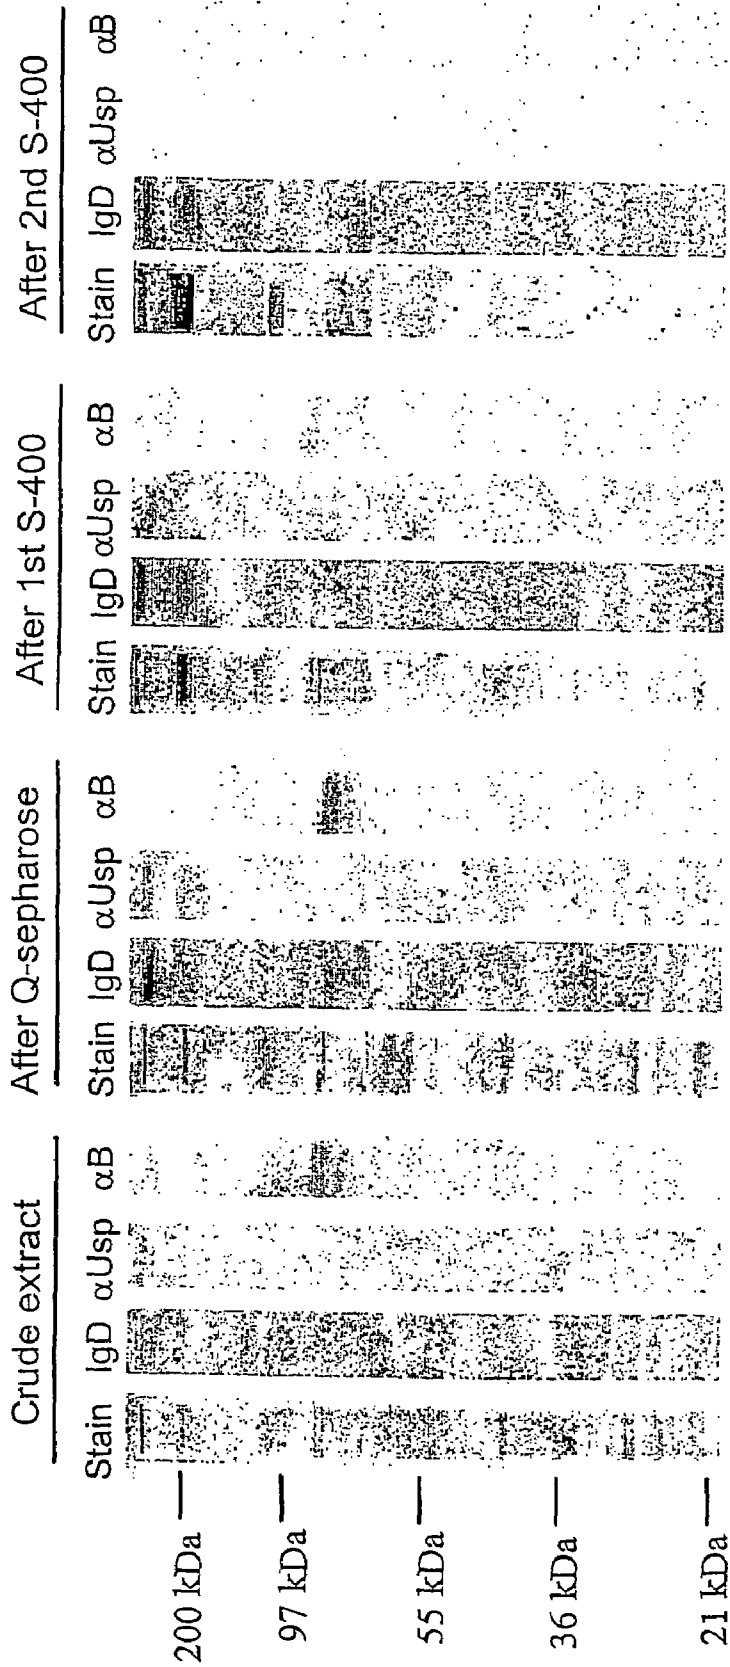 Crude extract
Stain IgD αUsp αB
After Q-sepharose
Stain IgD αUsp αB
After 1st S-400
Stain IgD αUsp αB
After 2nd S-400
Stain IgD αUsp αB
200 kDa
97 kDa
55 kDa
36 kDa
21 kDa